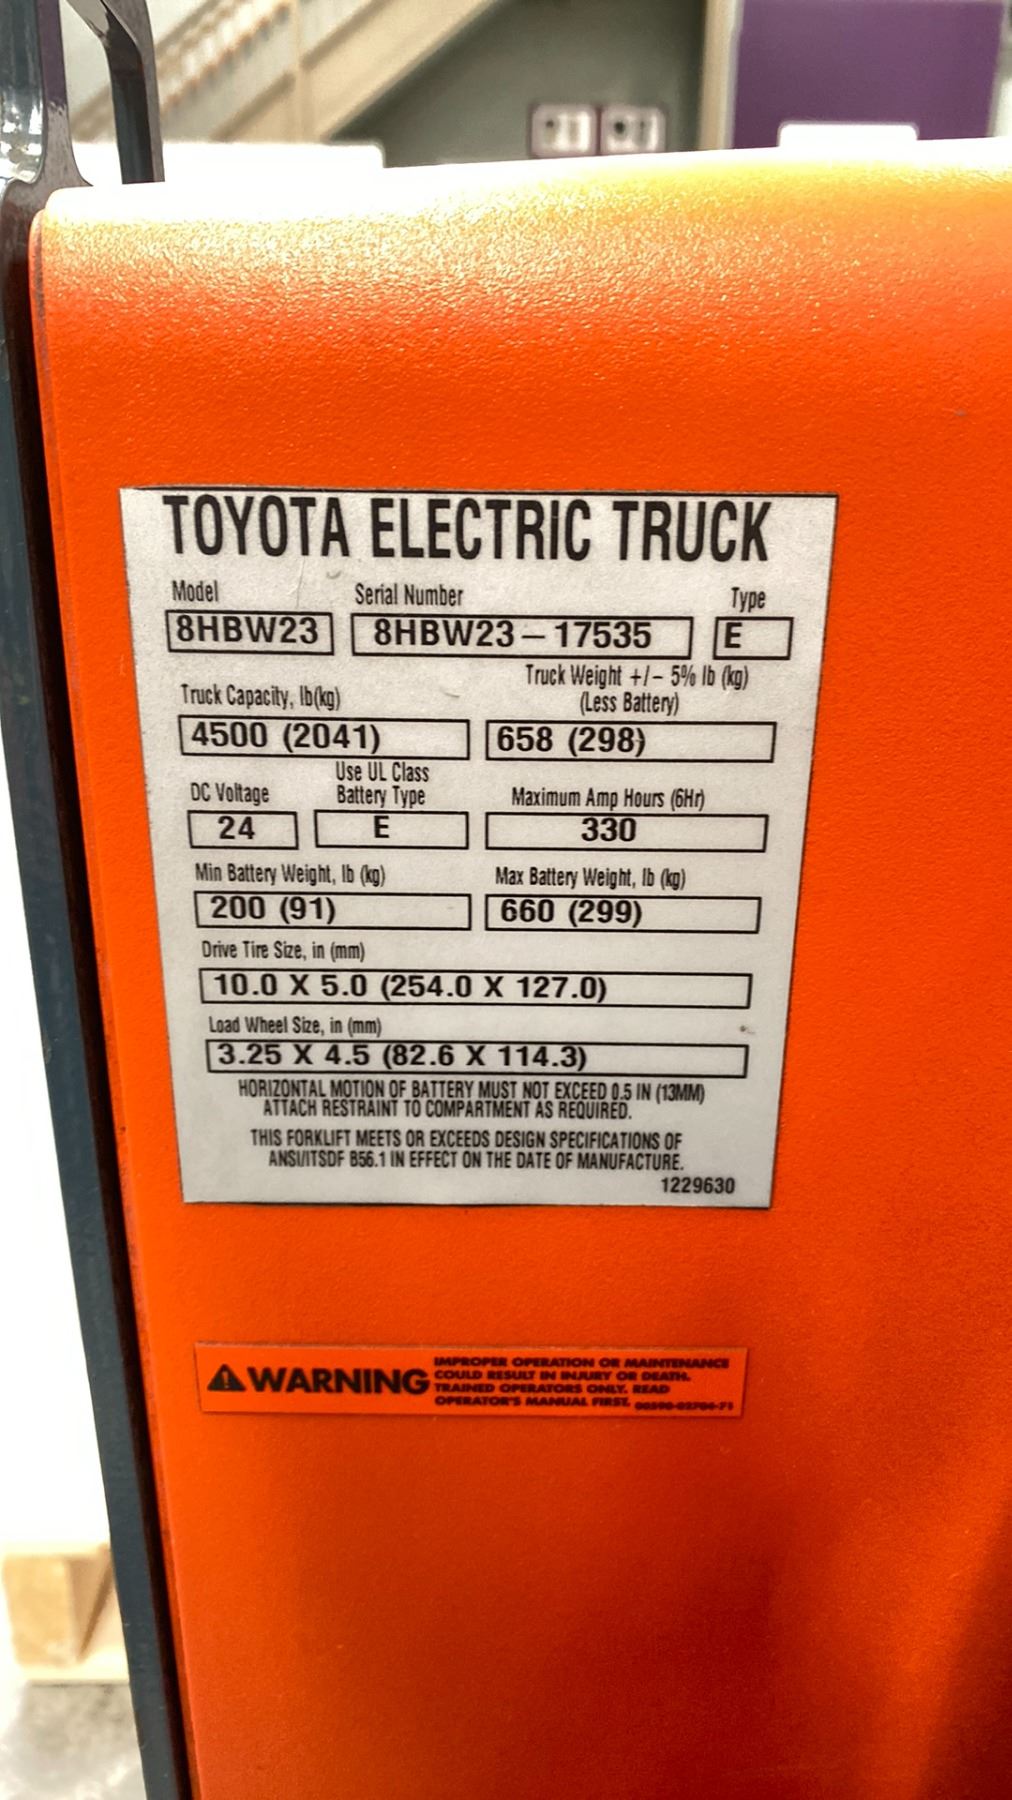 TOYOTA ELECTRIC TRUCK
Model Serial Number Type
8HBW23 8HBW23-17535 E
Truck Capacity, lb(kg) Truck Weight +/- 5% lb (kg)
(Less Battery)
4500 (2041) 658 (298)
DC Voltage Use UL Class
Battery Type Maximum Amp Hours (6Hr)
24 E 330
Min Battery Weight, lb (kg) Max Battery Weight, lb (kg)
200 (91) 660 (299)
Drive Tire Size, in (mm)
10.0 X 5.0 (254.0 X 127.0)
Load Wheel Size, in (mm)
3.25 X 4.5 (82.6 X 114.3)
HORIZONTAL MOTION OF BATTERY MUST NOT EXCEED 0.5 IN (13MM)
ATTACH RESTRAINT TO COMPARTMENT AS REQUIRED.
THIS FORKLIFT MEETS OR EXCEEDS DESIGN SPECIFICATIONS OF
ANSI/ITSDF B56.1 IN EFFECT ON THE DATE OF MANUFACTURE.
1229630
WARNING
IMPROPER OPERATION OR MAINTENANCE
COULD RESULT IN INJURY OR DEATH.
TRAINED OPERATORS ONLY. READ
OPERATOR'S MANUAL FIRST.